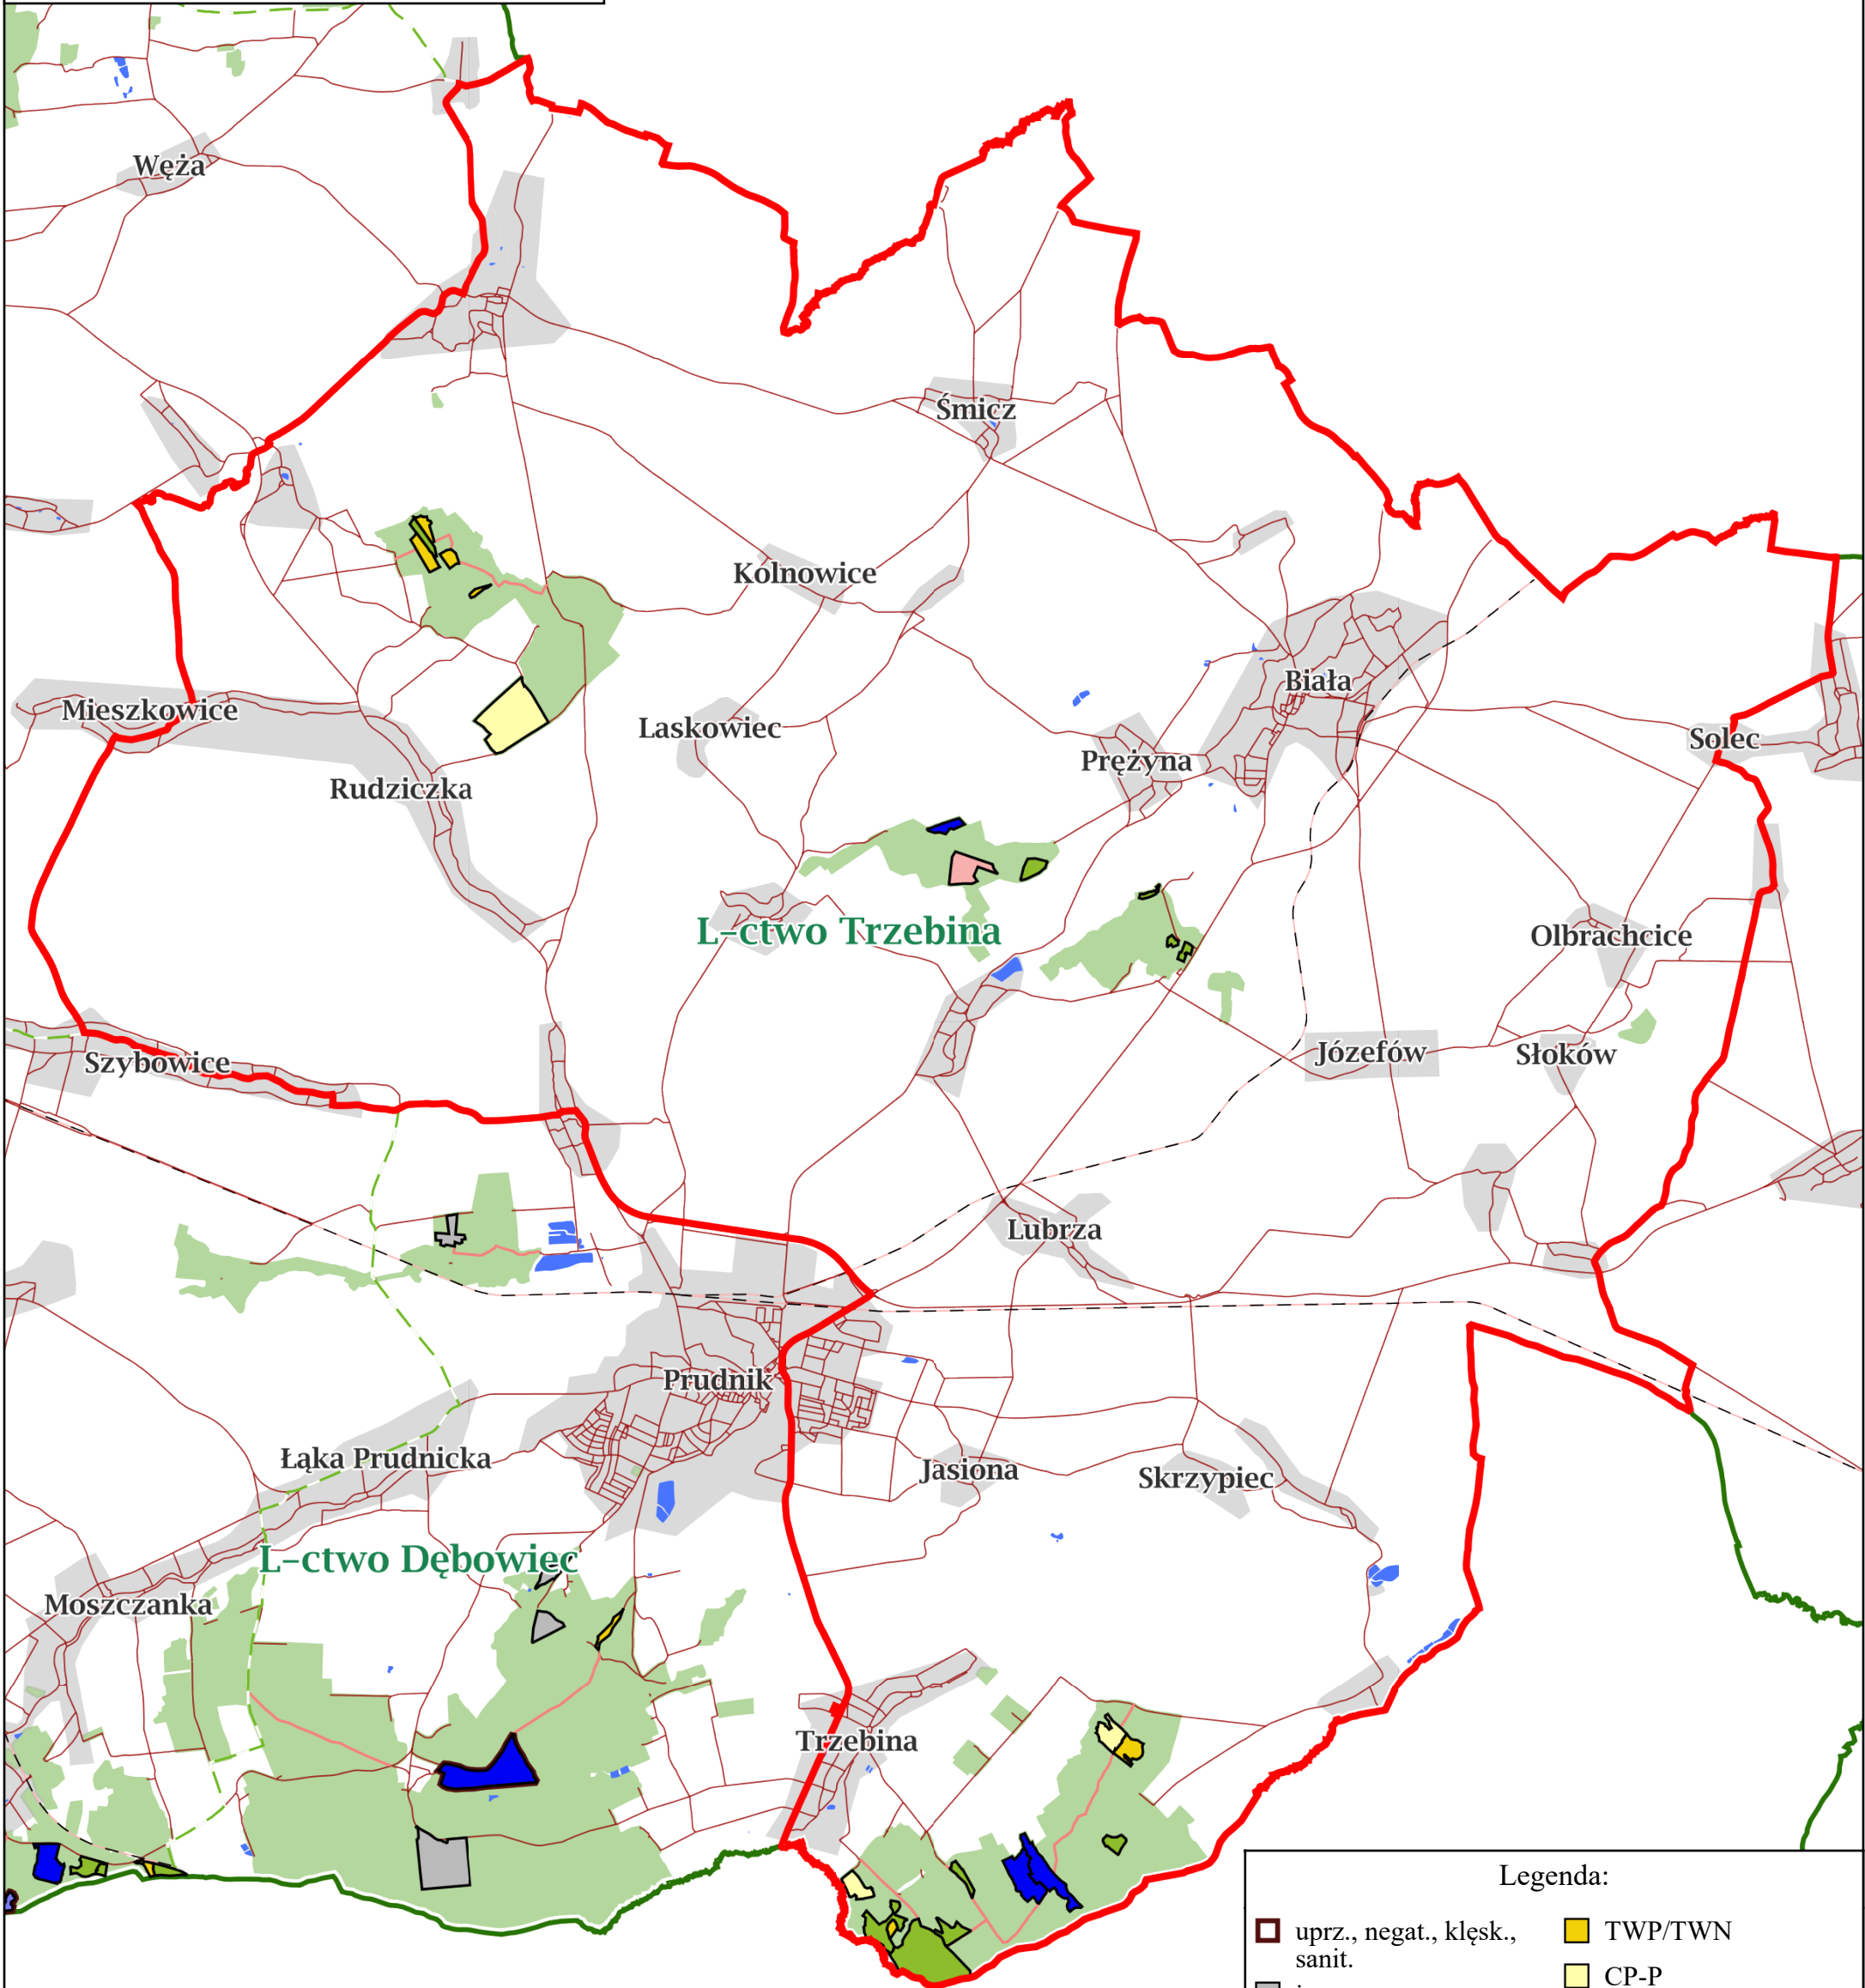 Węża
Śmicz
Kolnowice
Biała
Mieszkowice
Laskowiec
Solec
Prężyna
Rudziczka
L-ctwo Trzebina
Olbrachcice
Szybowice
Józefów
Słoków
Lubrza
Prudnik
Łąka Prudnicka
Jasiona
Skrzypiec
L-ctwo Dębowiec
Moszczanka
Trzebina
Legenda:
uprz., negat., klęsk.,
sanit.
TWP/TWN
CP-P